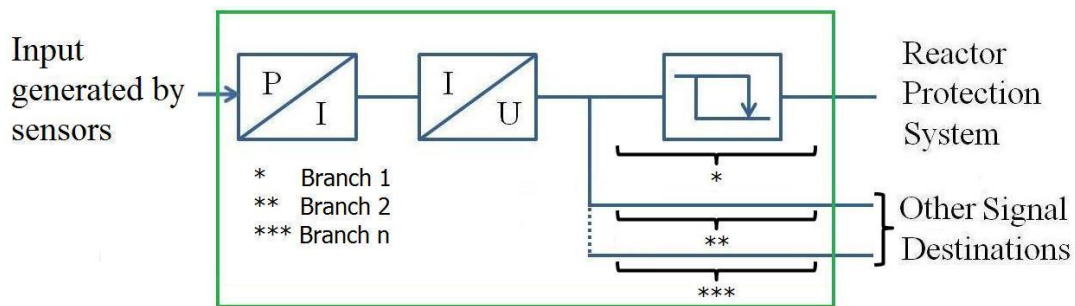 Input
generated by
sensors
P
I
I
U
Reactor
Protection
System
*
* Branch 1
** Branch 2
*** Branch n
**
***
Other Signal
Destinations